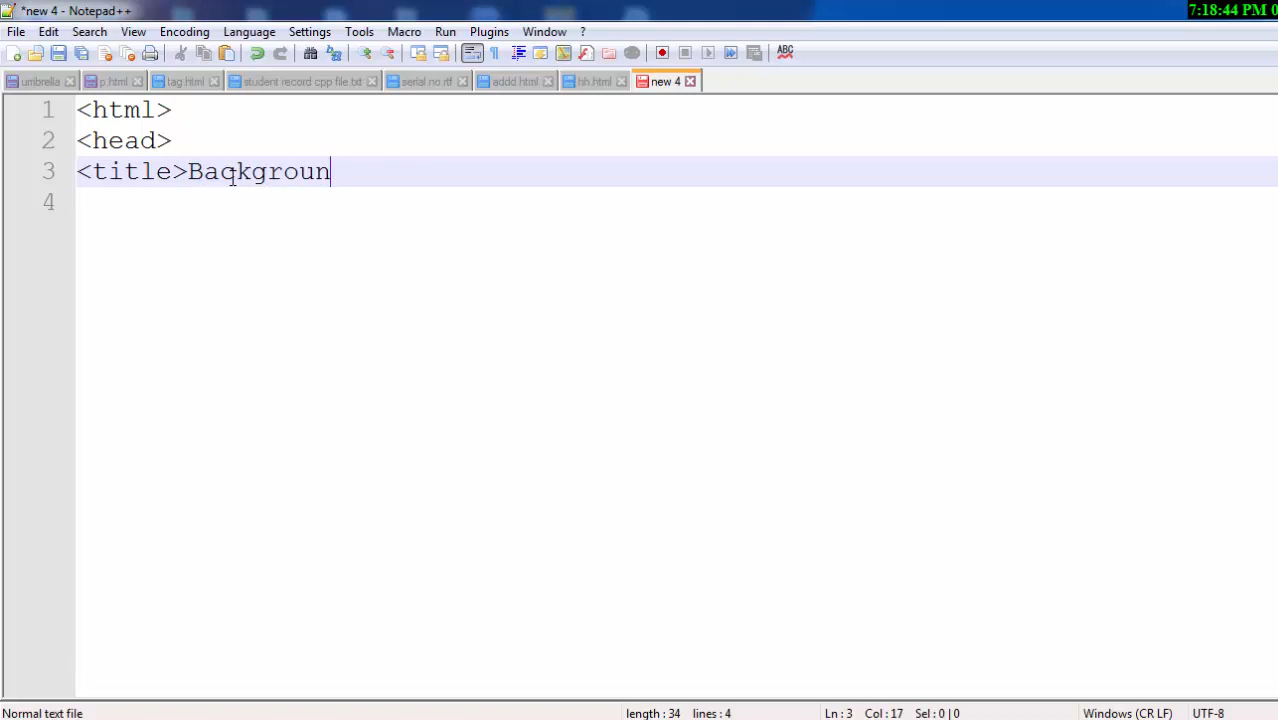 *new 4 - Notepad++
7:18:44 PM
File Edit Search View Encoding Language Settings Tools Macro Run Plugins Window ?
ABC
umbrella p.html tag.html student record cpp file.txt serial.no.rtf addd.html hh.html new 4
1 <html>
2 <head>
3 <title>Backgroun
4
Normal text file length : 34 lines : 4 Ln : 3 Col : 17 Sel : 0 | 0 Windows (CR LF) UTF-8